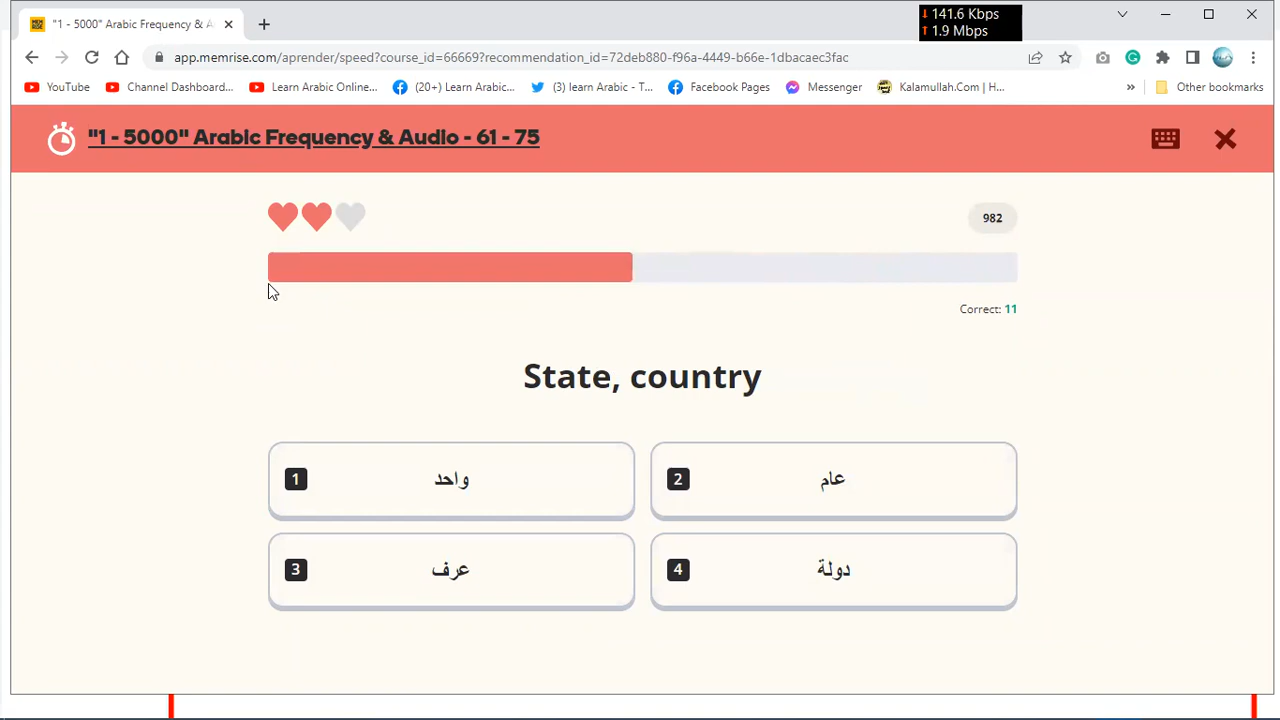 "1 - 5000" Arabic Frequency & A
↓ 141.6 Kbps
↑ 1.9 Mbps
app.memrise.com/aprender/speed?course_id=66669?recommendation_id=72deb880-f96a-4449-b66e-1dbacaec3fac
YouTube
Channel Dashboard...
Learn Arabic Online...
(20+) Learn Arabic...
(3) learn Arabic - T...
Facebook Pages
Messenger
Kalamullah.Com | H...
»
Other bookmarks
"1 - 5000" Arabic Frequency & Audio - 61 - 75
982
Correct: 11
State, country
1 واحد
2 عام
3 عرف
4 دولة